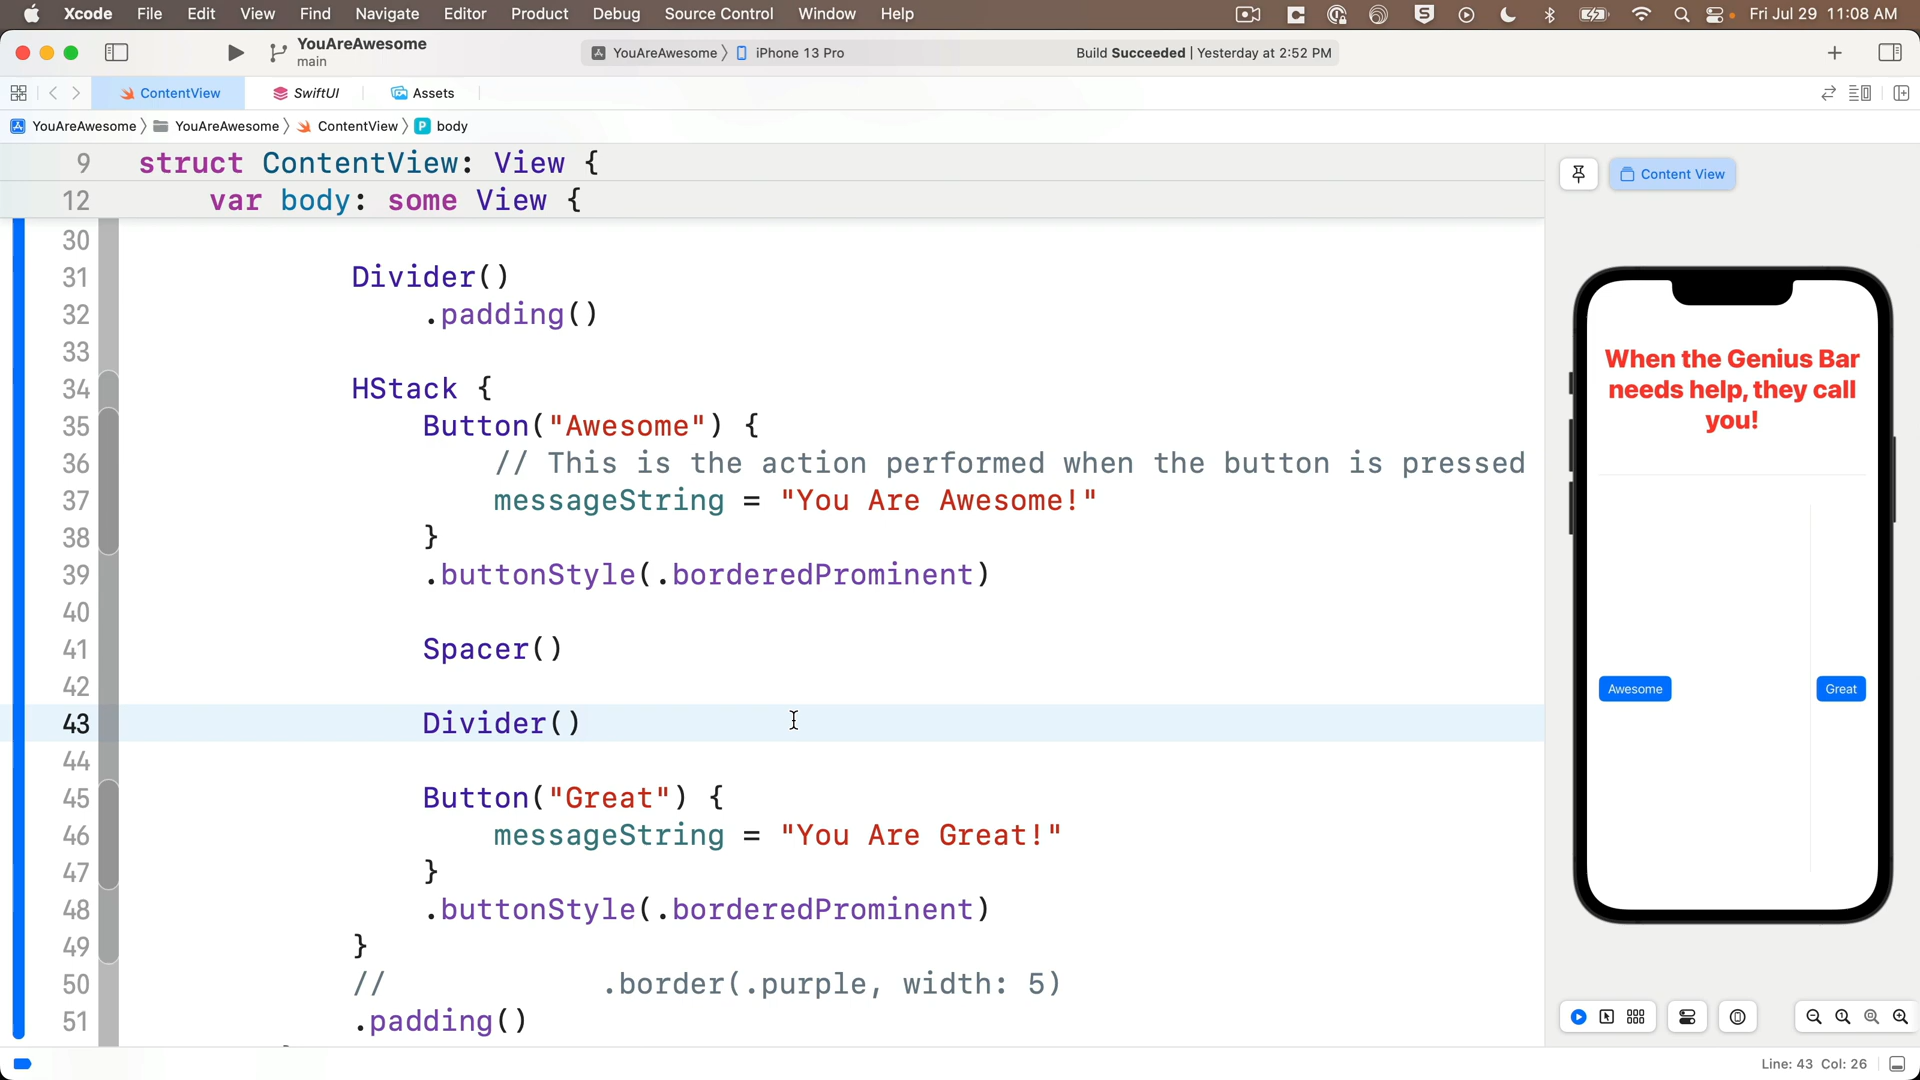 Xcode File Edit View Find Navigate Editor Product Debug Source Control Window Help Fri Jul 29 11:08 AM
YouAreAwesome
main
YouAreAwesome 〉 iPhone 13 Pro Build Succeeded | Yesterday at 2:52 PM
ContentView SwiftUI Assets
YouAreAwesome 〉 YouAreAwesome 〉 ContentView 〉 P body
9 struct ContentView: View {
12 var body: some View {
30
31 Divider()
32 .padding()
33
34 HStack {
35 Button("Awesome") {
36 // This is the action performed when the button is pressed
37 messageString = "You Are Awesome!"
38 }
39 .buttonStyle(.borderedProminent)
40
41 Spacer()
42
43 Divider()
44
45 Button("Great") {
46 messageString = "You Are Great!"
47 }
48 .buttonStyle(.borderedProminent)
49 }
50 // .border(.purple, width: 5)
51 .padding()
Content View
When the Genius Bar
needs help, they call
you!
Awesome Great
Line: 43 Col: 26